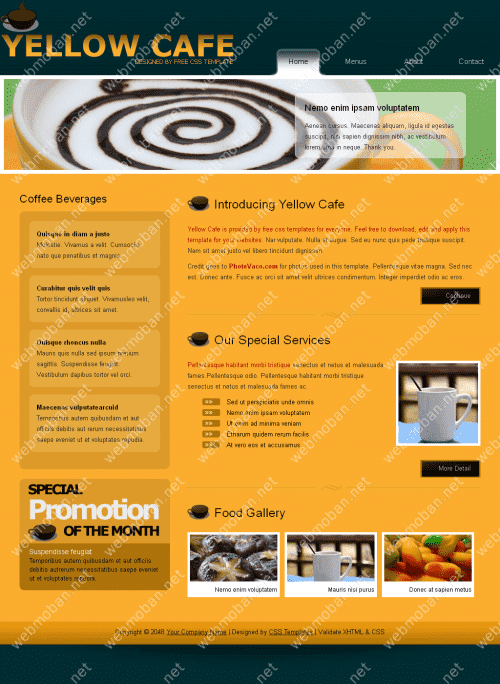 YELLOW CAFE
DESIGNED BY FREE CSS TEMPLATE
Home Menus About Contact
Nemo enim ipsam voluptatem
Aenean cursus. Maecenas aliquam, ligula id egestas
suscipit, nisi sapien dignissim nibh, ac vestibulum
lorem urna in neque. Thank you.
Coffee Beverages
Quisque in diam a justo
Molestie. Vivamus a velit. Cum sociis
nato que penatibus et magnis
Curabitur quis velit quis
Tortor tincidunt aliquet. Vivamus leo velit,
convallis id, ultrices sit amet.
Quisque rhoncus nulla
Mauris quis nulla sed ipsum pretium
sagittis. Suspendisse feugiat.
Vestibulum dapibus tortor vel orci.
Maecenas vulputatearcuid
Temporibus autem quibusdam et aut
officiis debitis aut rerum necessitatibus
saepe eveniet ut et voluptates repudia.
SPECIAL
Promotion
OF THE MONTH
Suspendisse feugiat
Temporibus autem quibusdam et aut officiis
debitis autrerum necessitatibus saepe eveniet
ut et voluptates repudia.
Introducing Yellow Cafe
Yellow Cafe is provided by free css templates for everyone. Feel free to download, edit and apply this
template for your websites. Nar vulputate. Nulla et augue. Sed eu nunc quis pede tristique suscipit.
Nam sit amet justo vel libero tincidunt dignissim.
Credit goes to PhotoVaco.com for photos used in this template. Pellentesque vitae magna. Sed nec
est. Donec ante. Fusce ac orci sit amet velit ultrices condimentum. Integer imperdiet odio ac eros.
Continue
Our Special Services
Pellentesque habitant morbi tristique senectus et netus et malesuada
fames Pellentesque odio. Pellentesque habitant morbi tristique
senectus et netus et malesuada fames ac.
Sed ut perspiciatis unde omnis
Nemo enim ipsam voluptatem
Ut enim ad minima veniam
Etnarum quidem rerum facilis
At vero eos et accusamus
More Detail
Food Gallery
Nemo enim voluptatem
Mauris nisi purus
Donec at sapien metus
Copyright © 2048 Your Company Name | Designed by CSS Templates | Validate XHTML & CSS
webmoban.net